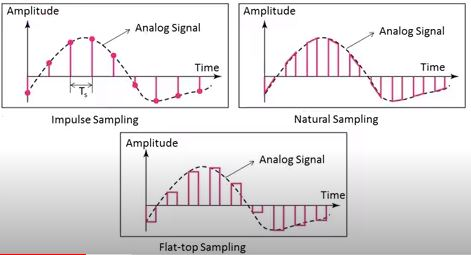 Amplitude
Analog Signal
Time
Ts
Impulse Sampling
Amplitude
Analog Signal
Time
Natural Sampling
Amplitude
Analog Signal
Time
Flat-top Sampling